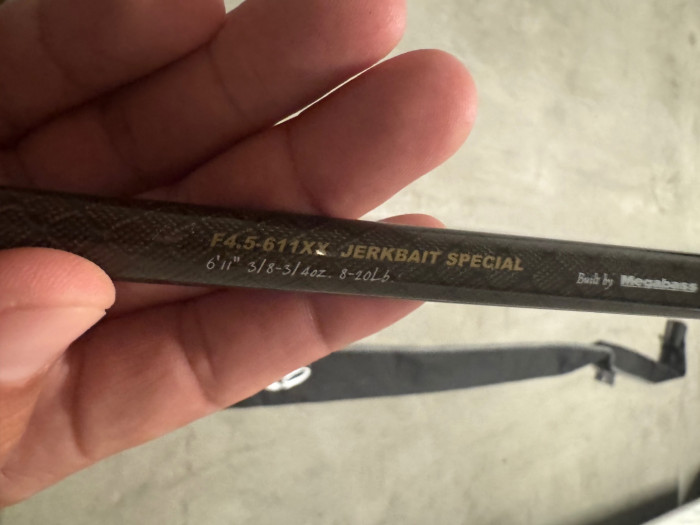 F4.5-611XX JERKBAIT SPECIAL
6'11" 3/8-3/4oz. 8-20Lb
Built by Megabass